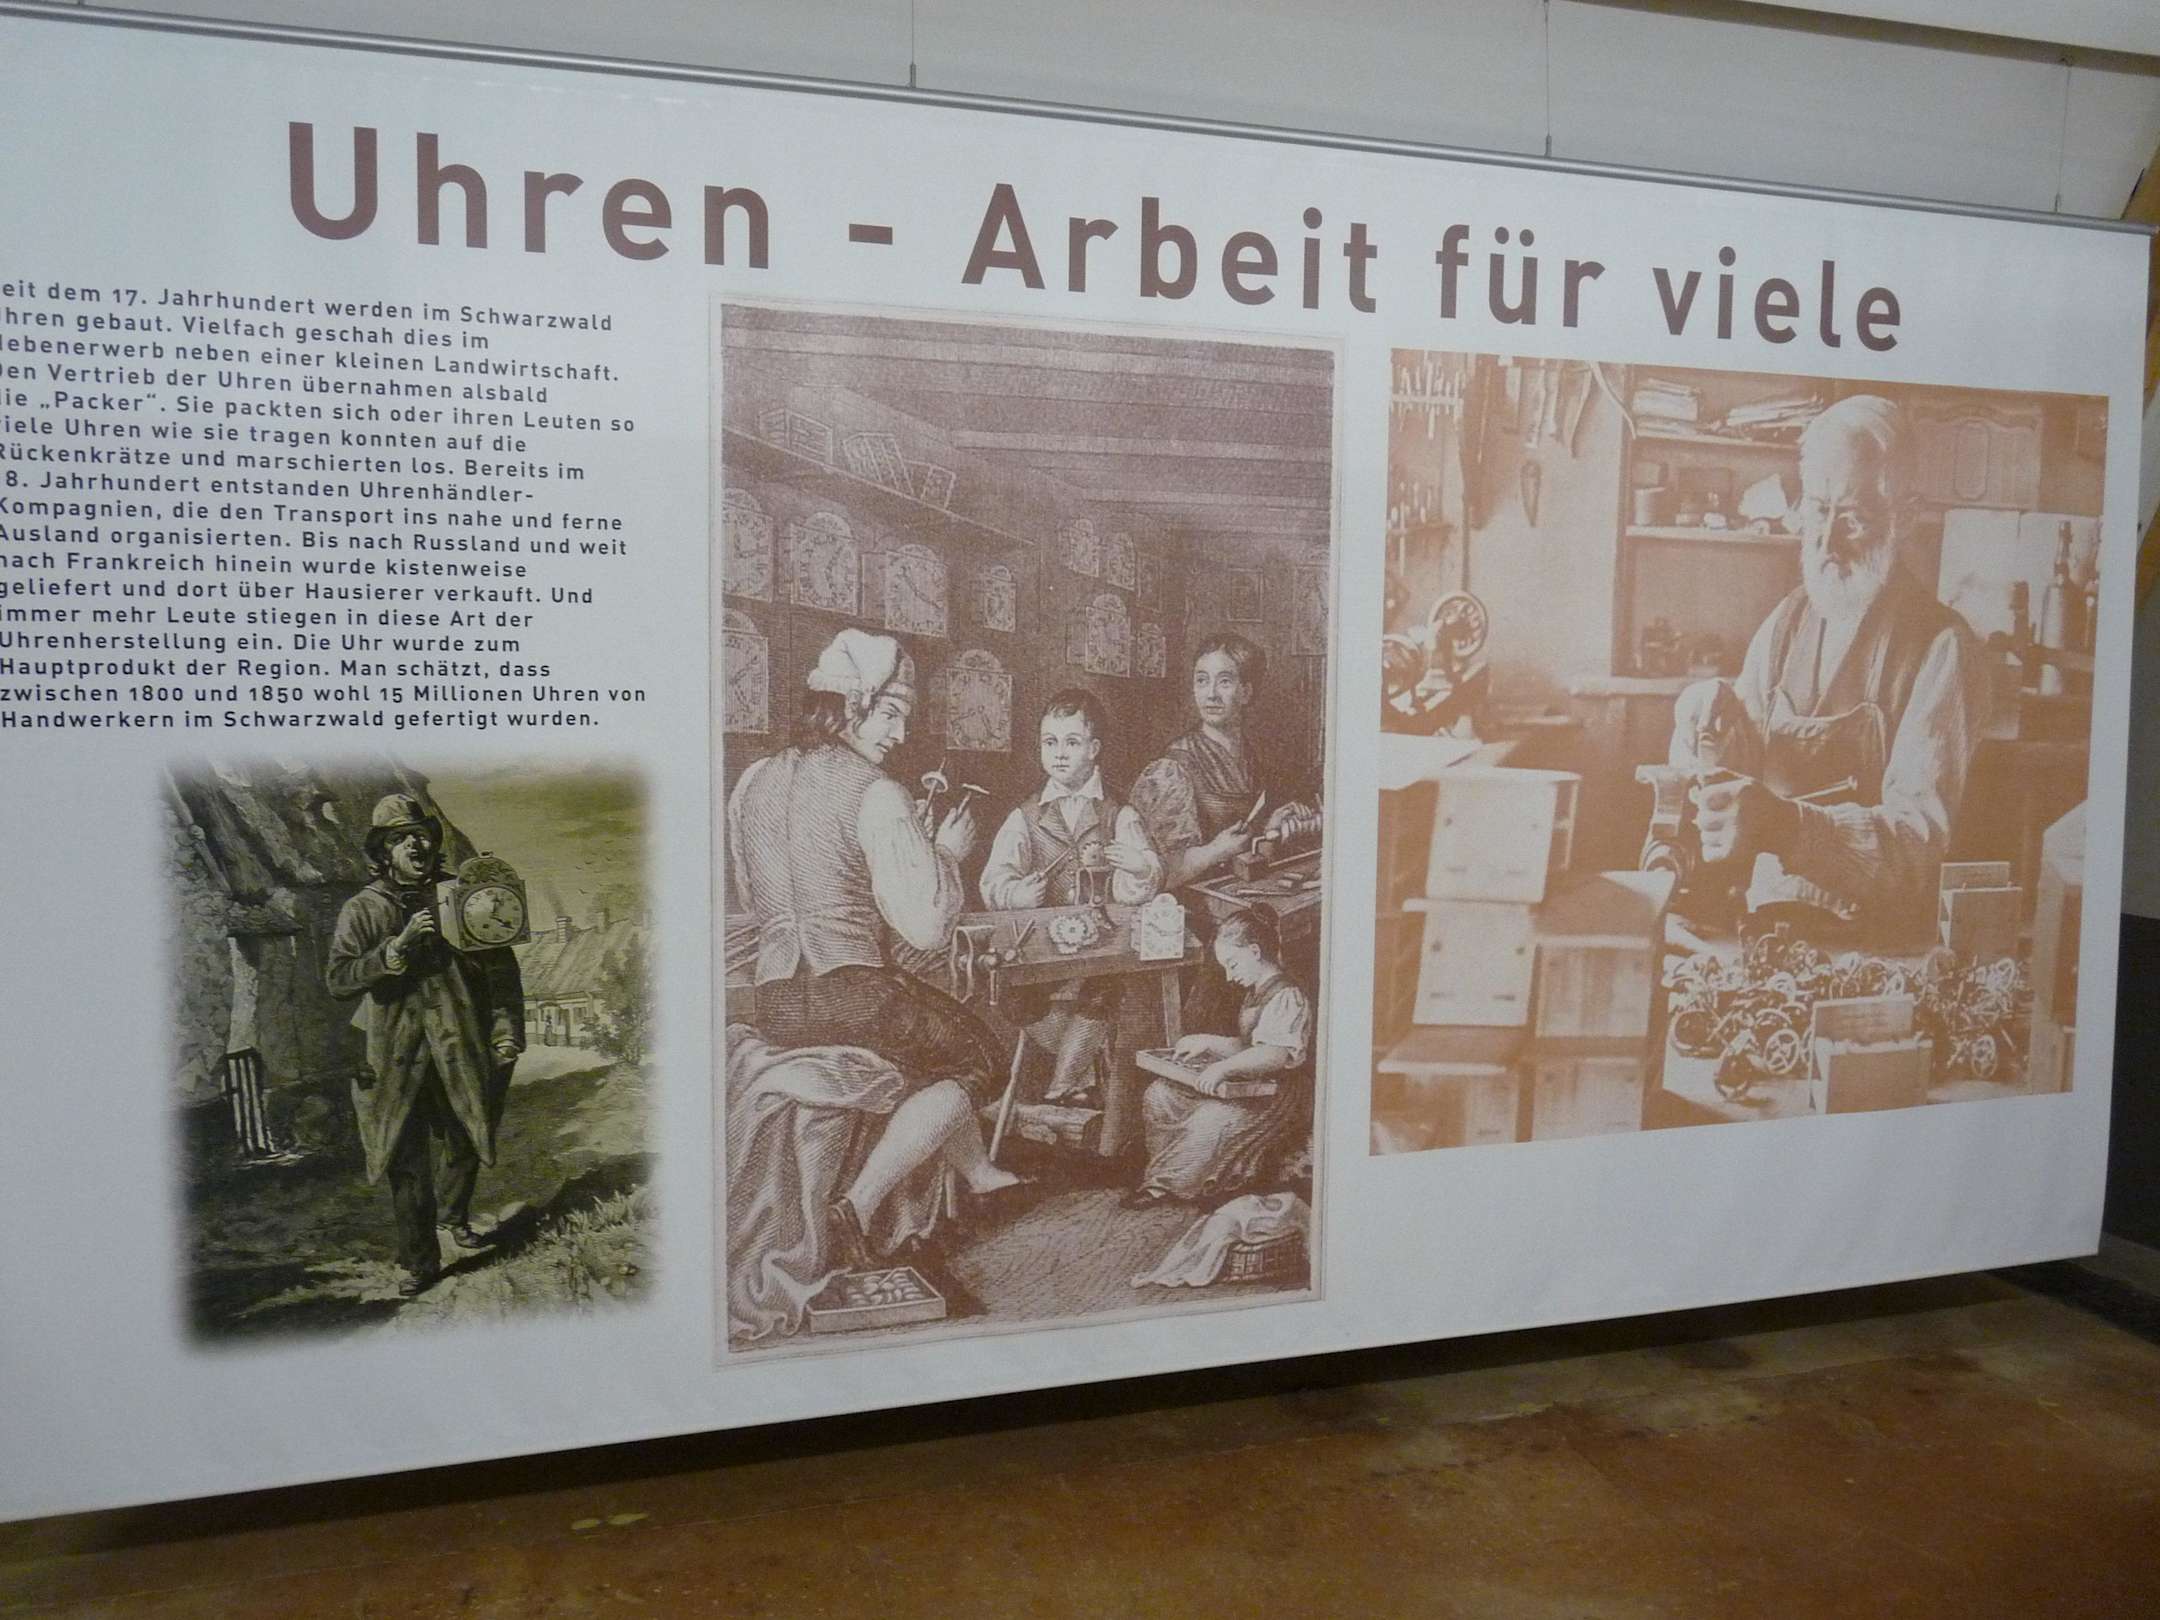 Uhren - Arbeit für viele
eit dem 17. Jahrhundert werden im Schwarzwald
hren gebaut. Vielfach geschah dies im
ebenerwerb neben einer kleinen Landwirtschaft.
en Vertrieb der Uhren übernahmen alsbald
ie „Packer“. Sie packten sich oder ihren Leuten so
iele Uhren wie sie tragen konnten auf die
Rückenkrätze und marschierten los. Bereits im
8. Jahrhundert entstanden Uhrenhändler-
Kompagnien, die den Transport ins nahe und ferne
Ausland organisierten. Bis nach Russland und weit
nach Frankreich hinein wurde kistenweise
geliefert und dort über Hausierer verkauft. Und
immer mehr Leute stiegen in diese Art der
Uhrenherstellung ein. Die Uhr wurde zum
Hauptprodukt der Region. Man schätzt, dass
zwischen 1800 und 1850 wohl 15 Millionen Uhren von
Handwerkern im Schwarzwald gefertigt wurden.